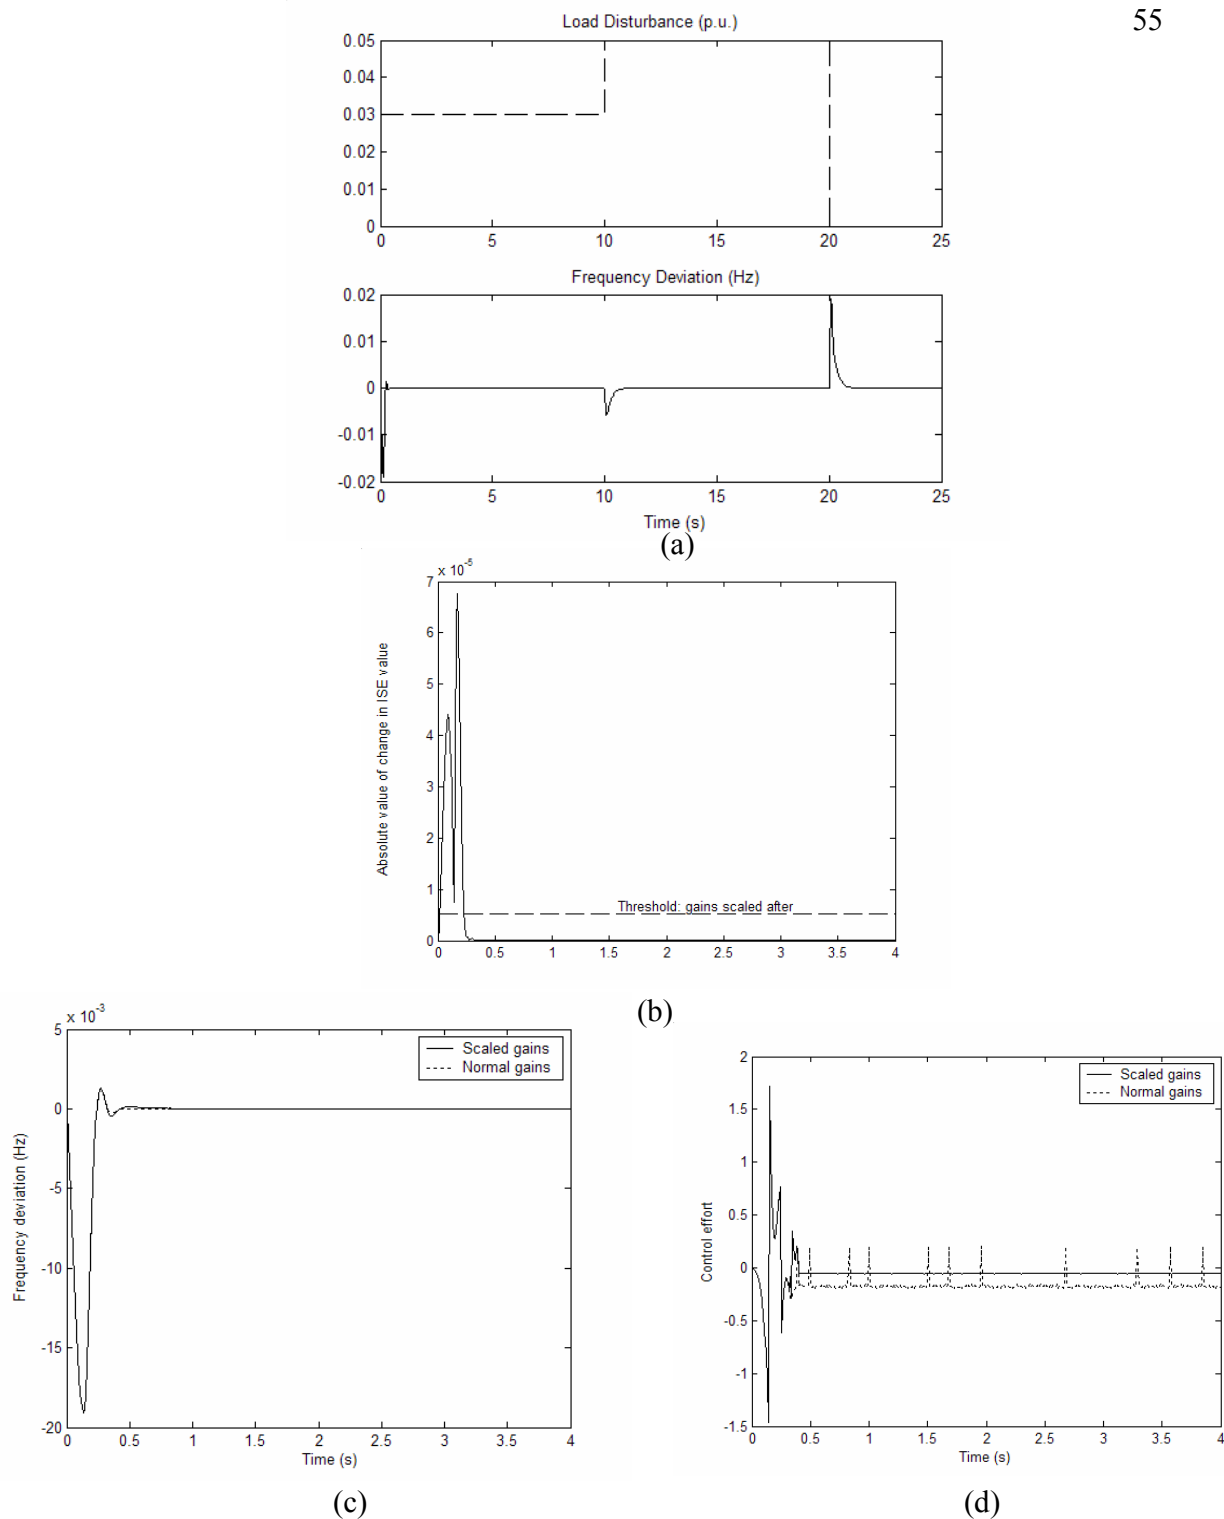 55
Load Disturbance (p.u.)
0.05
0.04
0.03
0.02
0.01
0
0 5 10 15 20 25
Frequency Deviation (Hz)
0.02
0.01
0
-0.01
-0.02
0 5 10 15 20 25
Time (s)
(a)
x 10^-5
7
6
5
4
3
2
1
0
Absolute value of change in ISE value
Threshold: gains scaled after
0 0.5 1 1.5 2 2.5 3 3.5 4
(b)
x 10^-3
5
0
-5
-10
-15
-20
Frequency deviation (Hz)
Scaled gains
Normal gains
0 0.5 1 1.5 2 2.5 3 3.5 4
Time (s)
(c)
2
1.5
1
0.5
0
-0.5
-1
-1.5
Control effort
Scaled gains
Normal gains
0 0.5 1 1.5 2 2.5 3 3.5 4
Time (s)
(d)